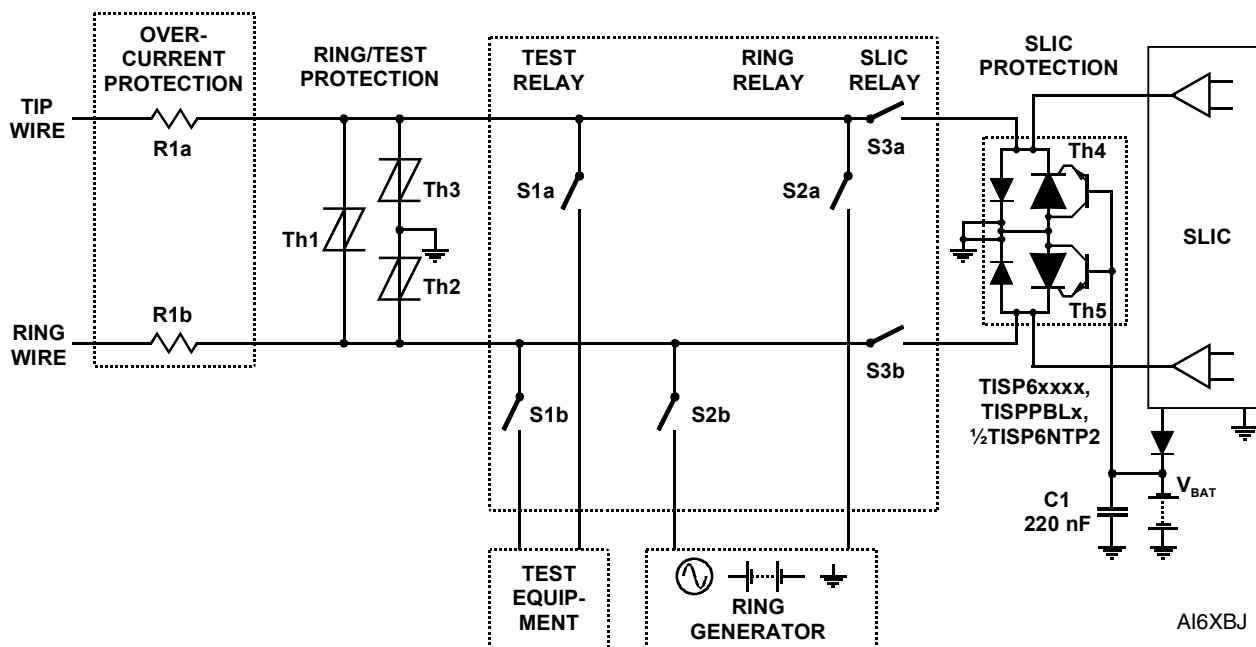 OVER-
CURRENT
PROTECTION
RING/TEST
PROTECTION
TEST
RELAY
RING
RELAY
SLIC
RELAY
SLIC
PROTECTION
TIP
WIRE
R1a
S3a
Th4
Th3
S1a
S2a
Th1
SLIC
Th2
Th5
R1b
RING
WIRE
S3b
S1b
S2b
TISP6xxxx,
TISPPBLx,
½TISP6NTP2
C1
220 nF
VBAT
TEST
EQUIP-
MENT
RING
GENERATOR
AI6XBJ